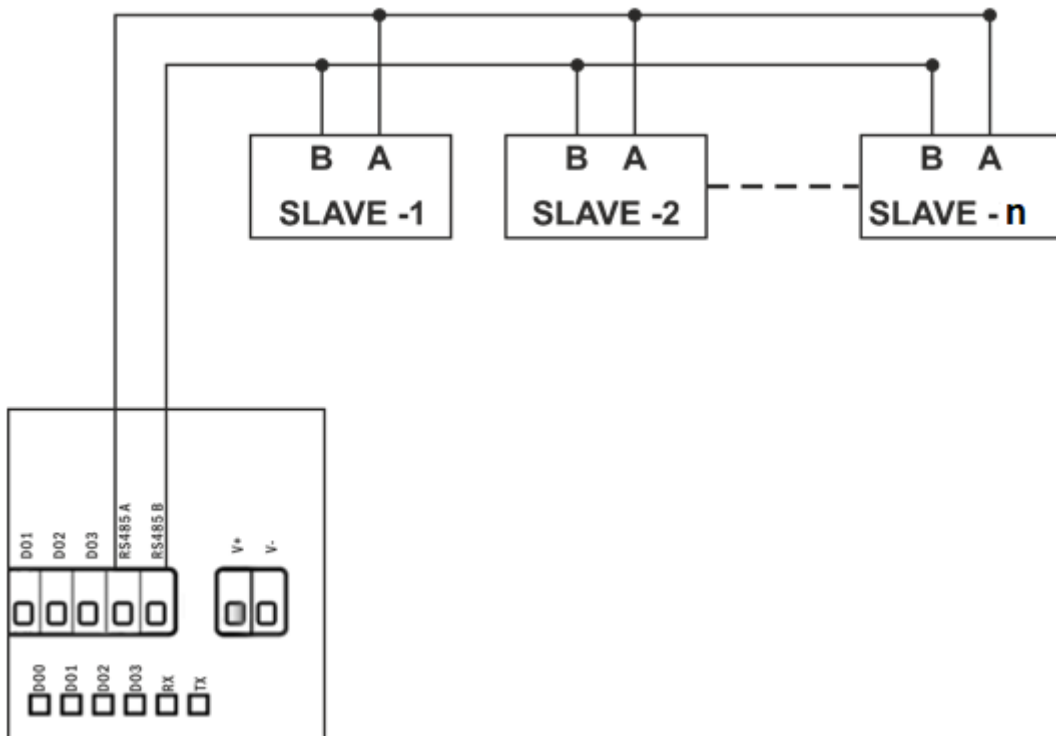 B A
SLAVE -1
B A
SLAVE -2
B A
SLAVE - n
DO1
DO2
DO3
RS485 A
RS485 B
V+
V-
DO0
DO1
DO2
DO3
RX
TX